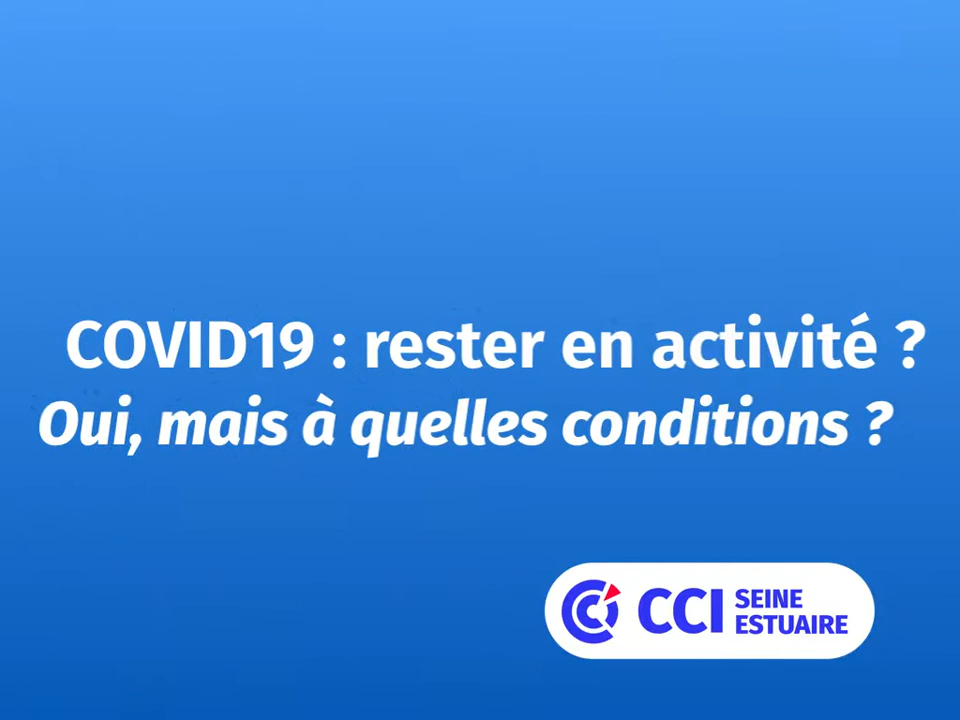 COVID19 : rester en activité ?
Oui, mais à quelles conditions ?
CCI SEINE
ESTUAIRE